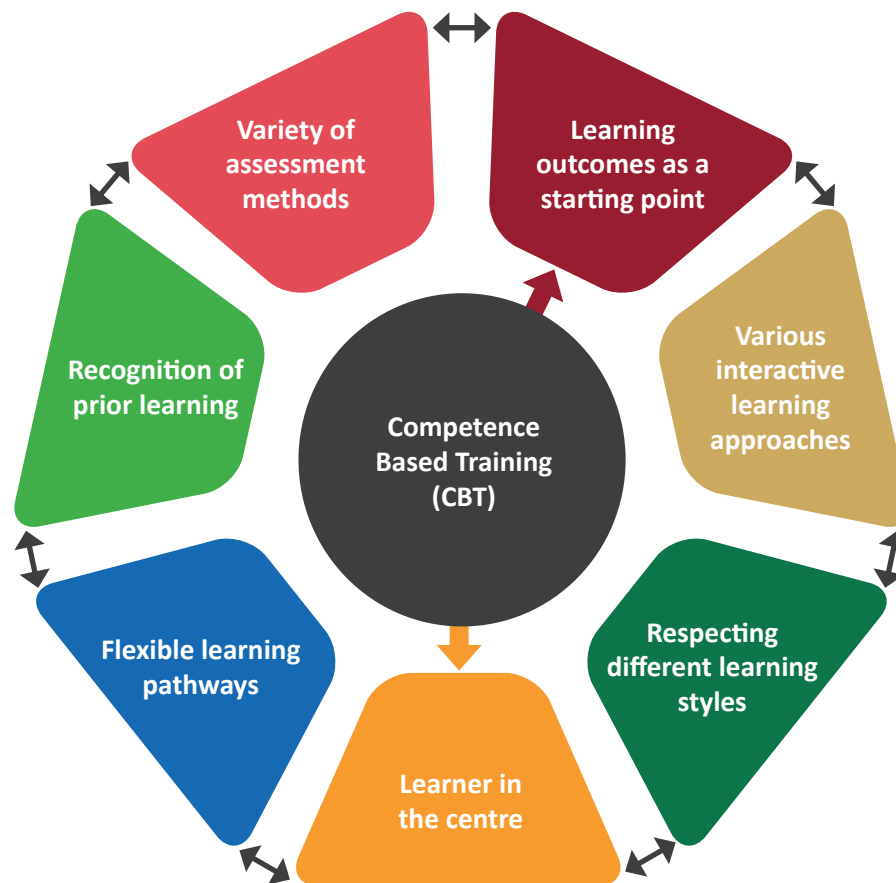 Variety of
assessment
methods
Learning
outcomes as a
starting point
Recognition of
prior learning
Various
interactive
learning
approaches
Competence
Based Training
(CBT)
Flexible learning
pathways
Respecting
different learning
styles
Learner in
the centre